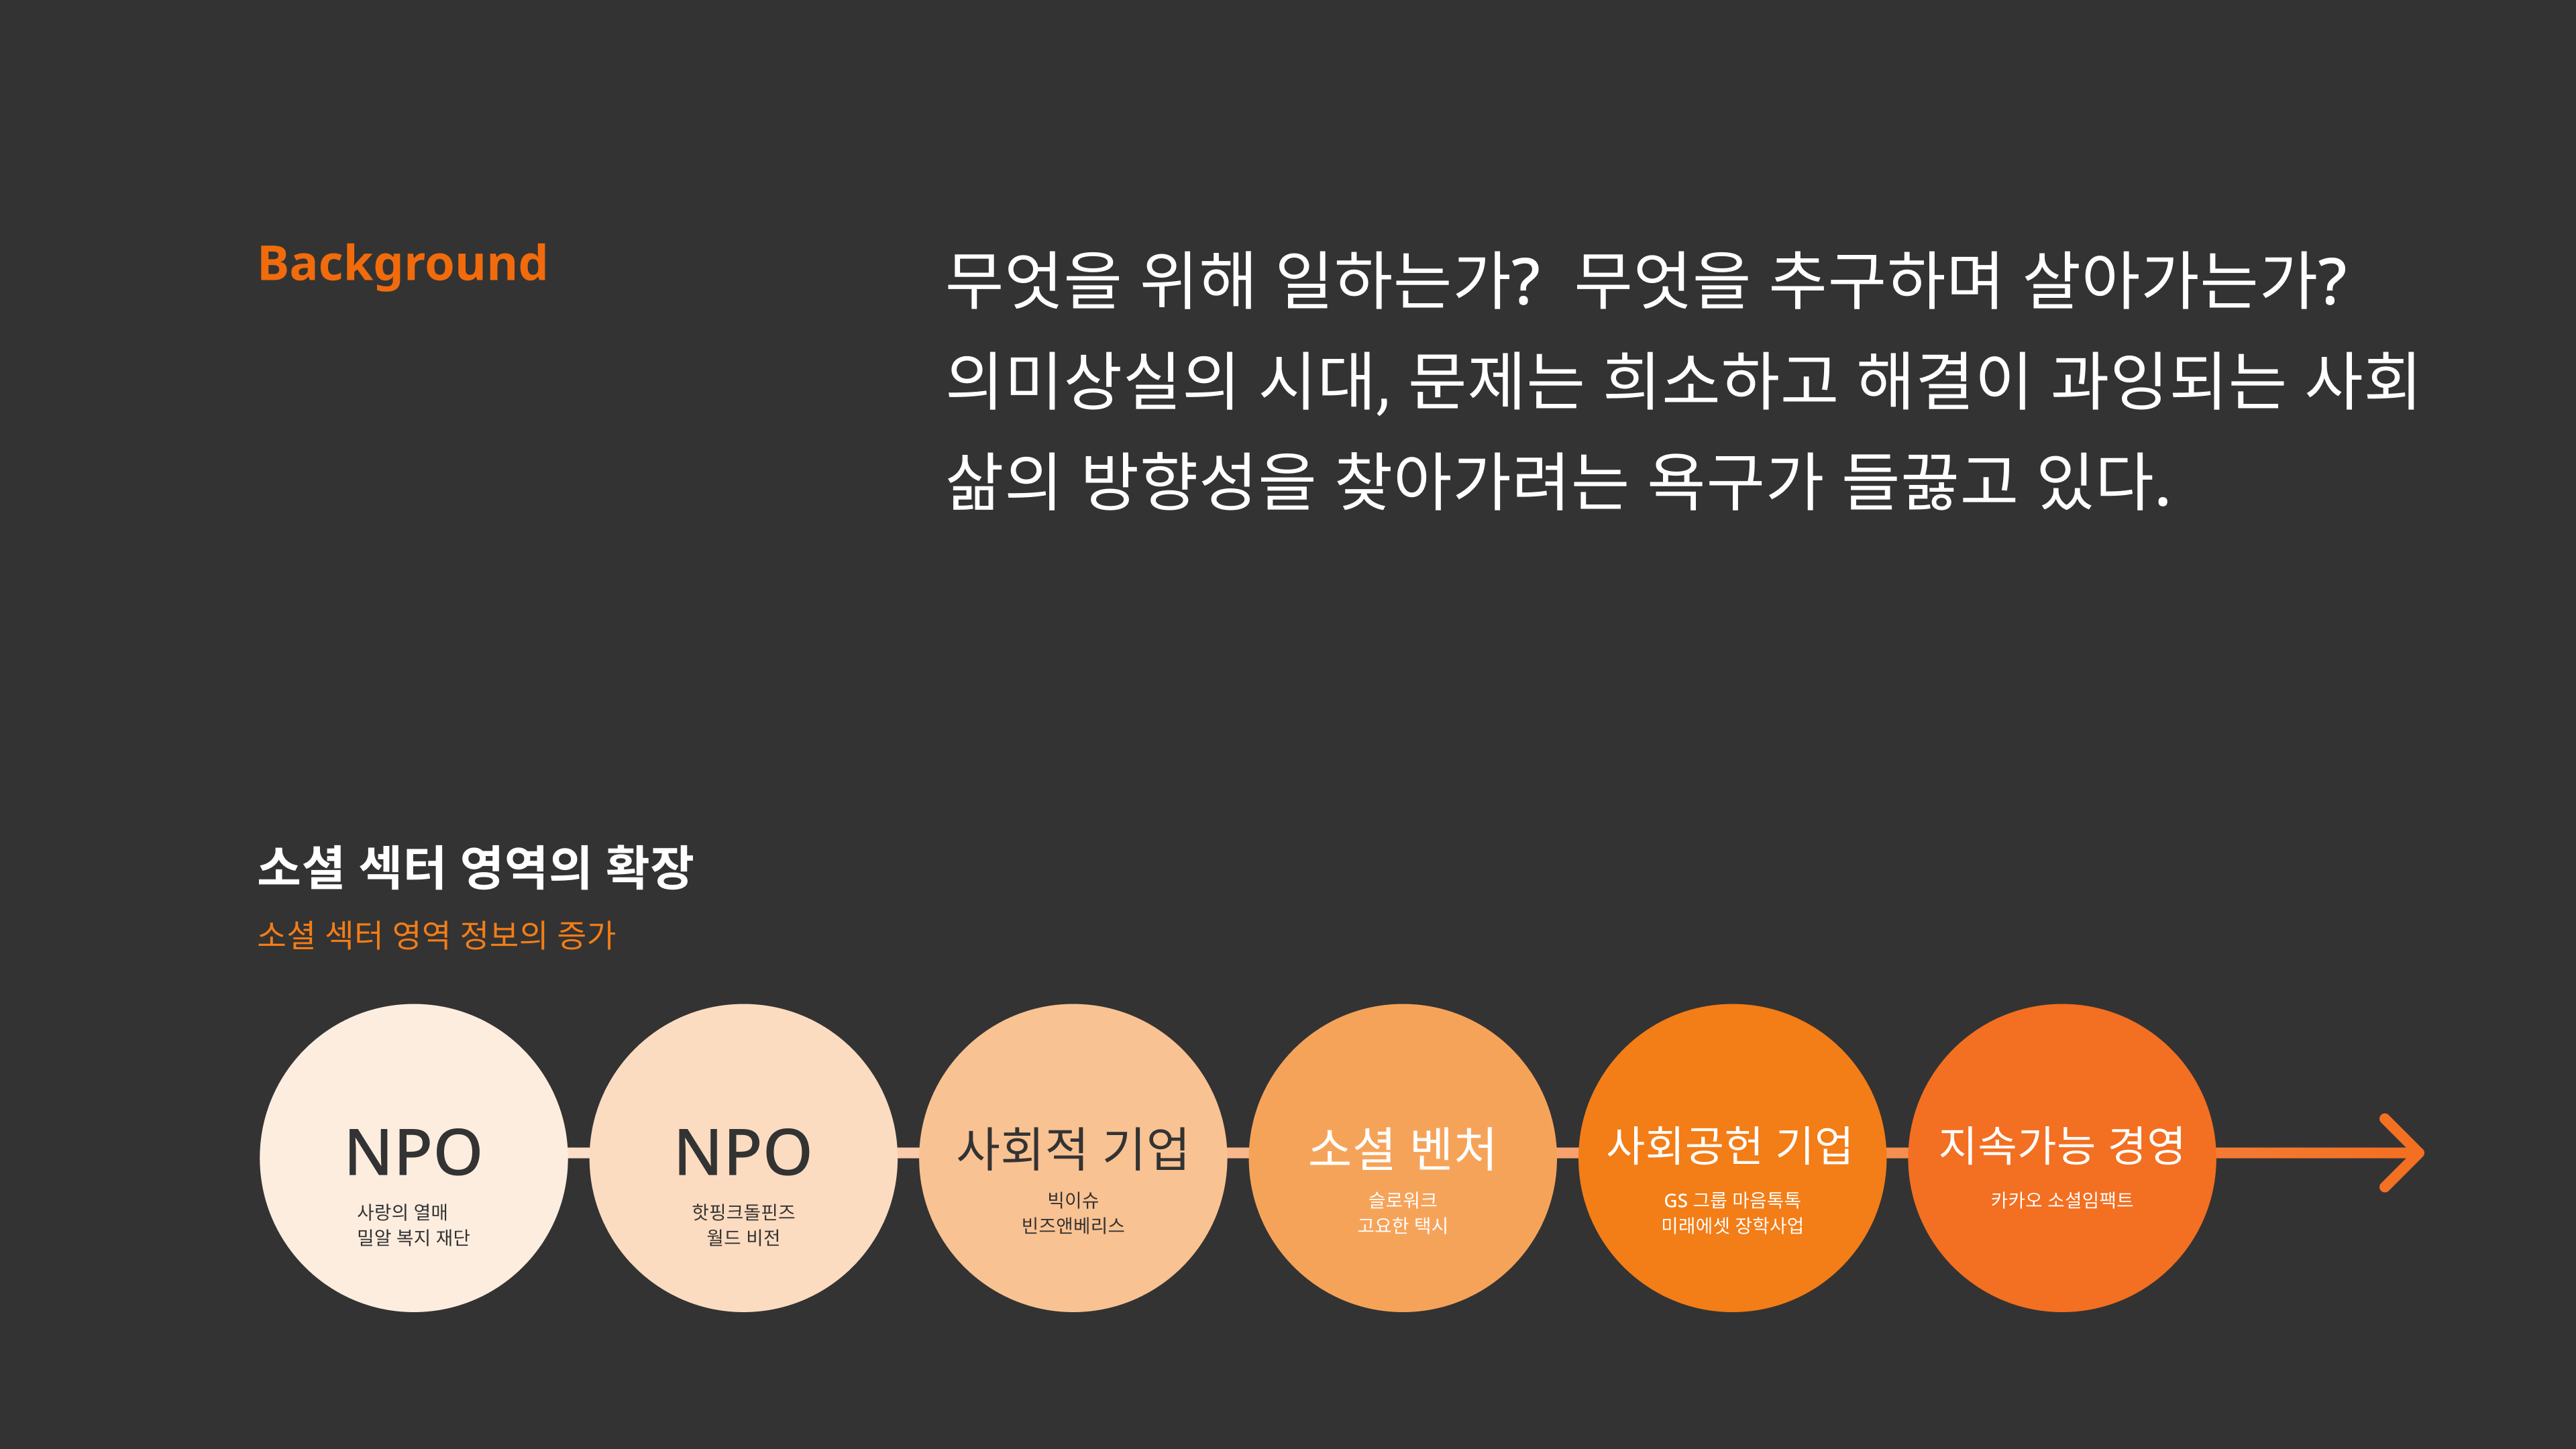 Background
무엇을 위해 일하는가? 무엇을 추구하며 살아가는가?
의미상실의 시대, 문제는 희소하고 해결이 과잉되는 사회
삶의 방향성을 찾아가려는 욕구가 들끓고 있다.
소셜 섹터 영역의 확장
소셜 섹터 영역 정보의 증가
NPO
사랑의 열매
밀알 복지 재단
NPO
핫핑크돌핀즈
월드 비전
사회적 기업
빅이슈
빈즈앤베리스
소셜 벤처
슬로워크
고요한 택시
사회공헌 기업
GS 그룹 마음톡톡
미래에셋 장학사업
지속가능 경영
카카오 소셜임팩트